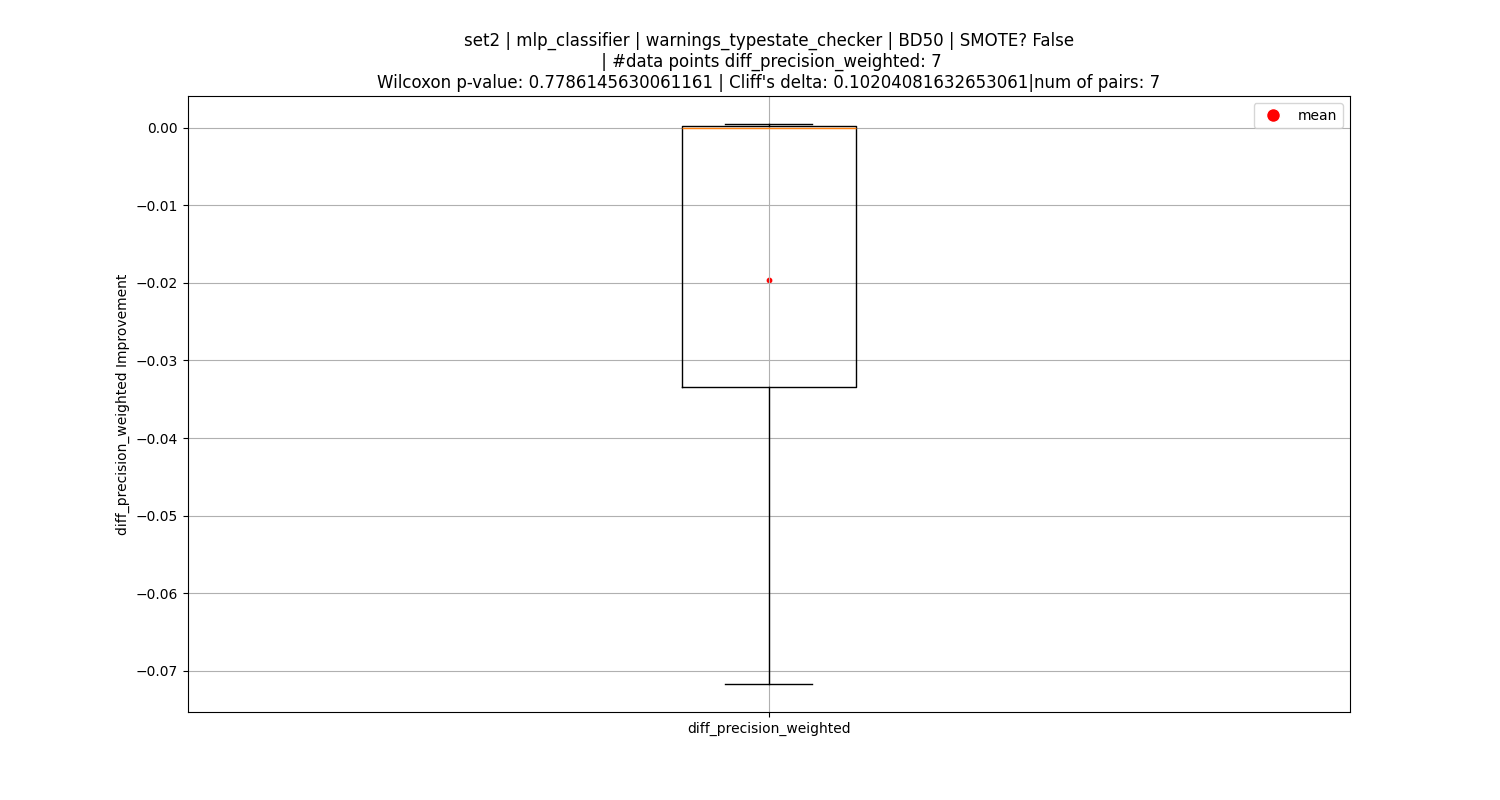 set2 | mlp_classifier | warnings_typestate_checker | BD50 | SMOTE? False
| #data points diff_precision_weighted: 7
Wilcoxon p-value: 0.7786145630061161 | Cliff's delta: 0.10204081632653061|num of pairs: 7
mean
0.00
−0.01
−0.02
−0.03
−0.04
−0.05
−0.06
−0.07
diff_precision_weighted Improvement
diff_precision_weighted